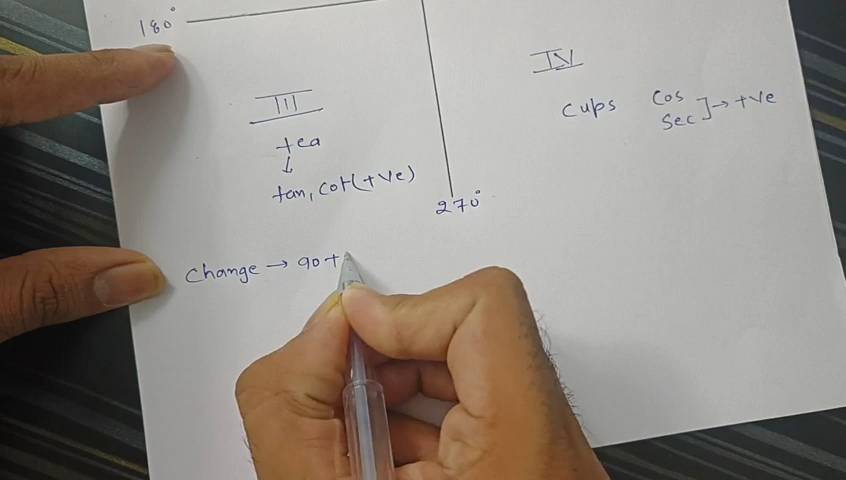 180°
III
tea
↓
tan, cot(+ve)
270°
IV
Cups Cos
Sec ] → +ve
Change → 90+